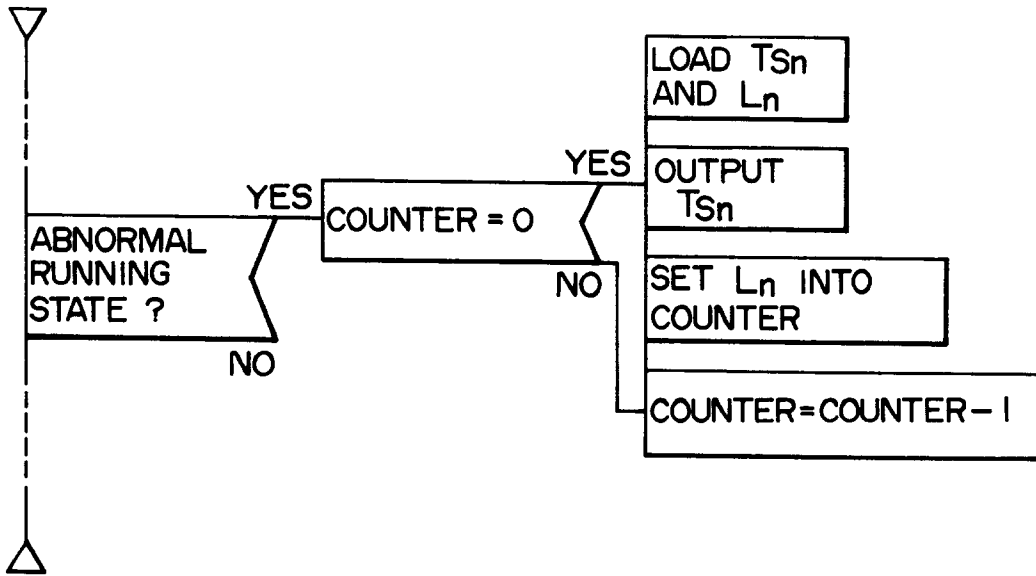 ABNORMAL
RUNNING
STATE ?
YES
NO
COUNTER = 0
YES
NO
LOAD TSn
AND Ln
OUTPUT
TSn
SET Ln INTO
COUNTER
COUNTER=COUNTER-1